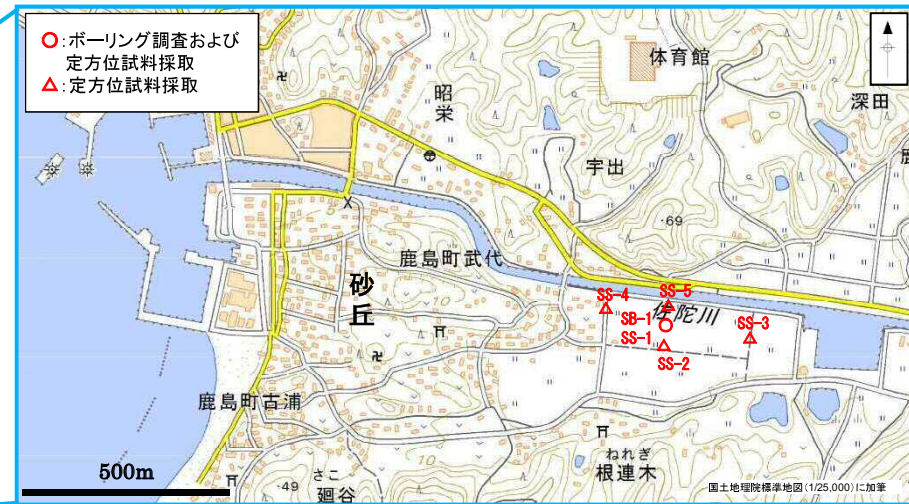 ○:ボーリング調査および
定方位試料採取
△:定方位試料採取
体育館
昭栄
深田
宇出
・69
5
鹿島町武代
砂丘
10
SS-4
SS-5
佐陀川
SB-1
SS-1
SS-3
SS-2
鹿島町古浦
10
500m
・49
さこ
廻谷
ねれぎ
根連木
国土地理院標準地図(1/25,000)に加筆